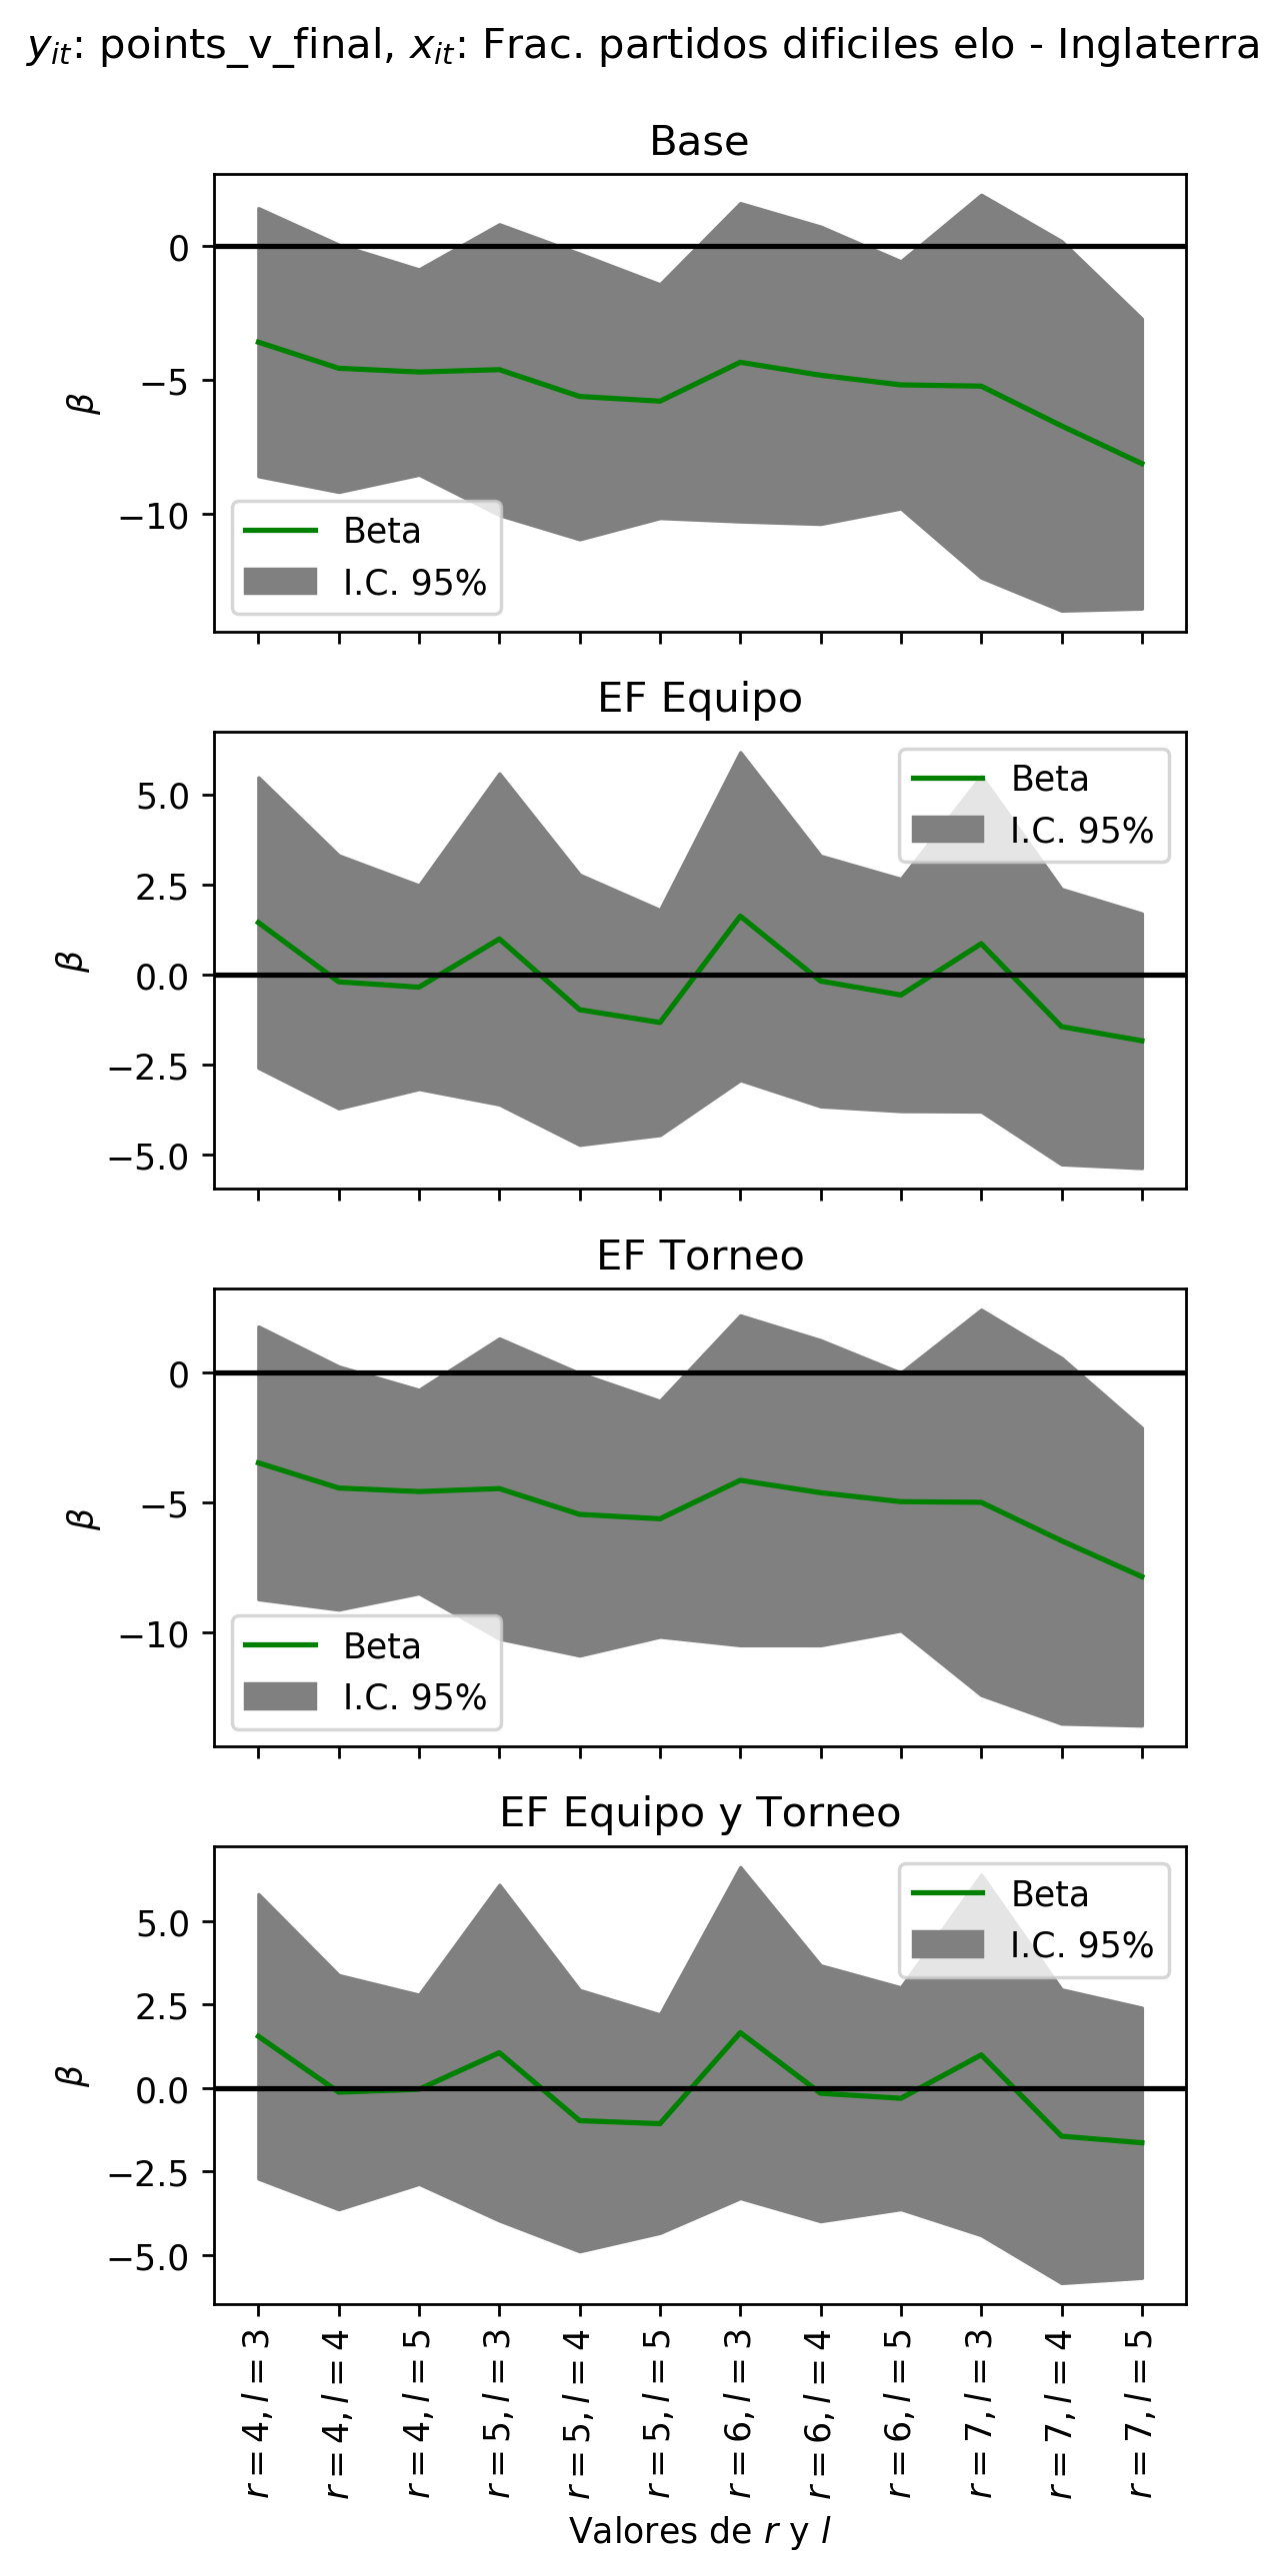 y_it: points_v_final, x_it: Frac. partidos dificiles elo - Inglaterra
Base
0
−5
−10
β
Beta
I.C. 95%
EF Equipo
5.0
2.5
0.0
−2.5
−5.0
β
Beta
I.C. 95%
EF Torneo
0
−5
−10
β
Beta
I.C. 95%
EF Equipo y Torneo
5.0
2.5
0.0
−2.5
−5.0
β
Beta
I.C. 95%
r = 4, l = 3
r = 4, l = 4
r = 4, l = 5
r = 5, l = 3
r = 5, l = 4
r = 5, l = 5
r = 6, l = 3
r = 6, l = 4
r = 6, l = 5
r = 7, l = 3
r = 7, l = 4
r = 7, l = 5
Valores de r y l